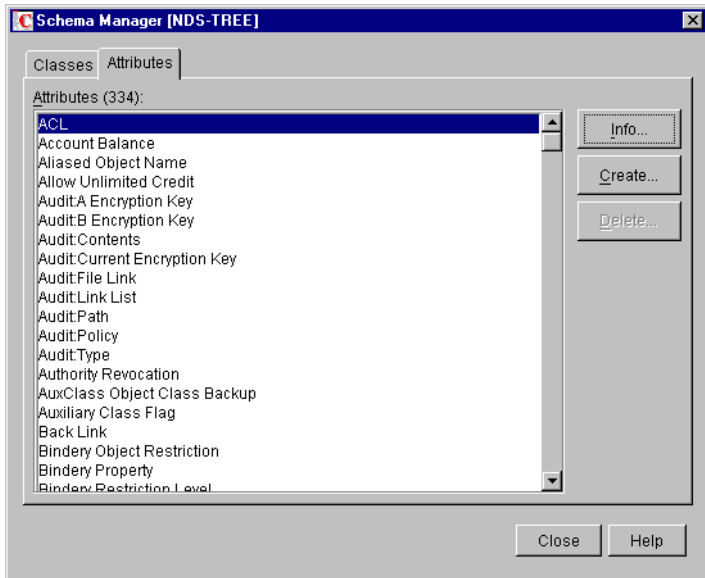 C Schema Manager [NDS-TREE]
Classes
Attributes
Attributes (334):
ACL
Account Balance
Aliased Object Name
Allow Unlimited Credit
Audit:A Encryption Key
Audit:B Encryption Key
Audit:Contents
Audit:Current Encryption Key
Audit:File Link
Audit:Link List
Audit:Path
Audit:Policy
Audit:Type
Authority Revocation
AuxClass Object Class Backup
Auxiliary Class Flag
Back Link
Bindery Object Restriction
Bindery Property
Bindery Restriction Level
Info...
Create...
Delete...
Close
Help